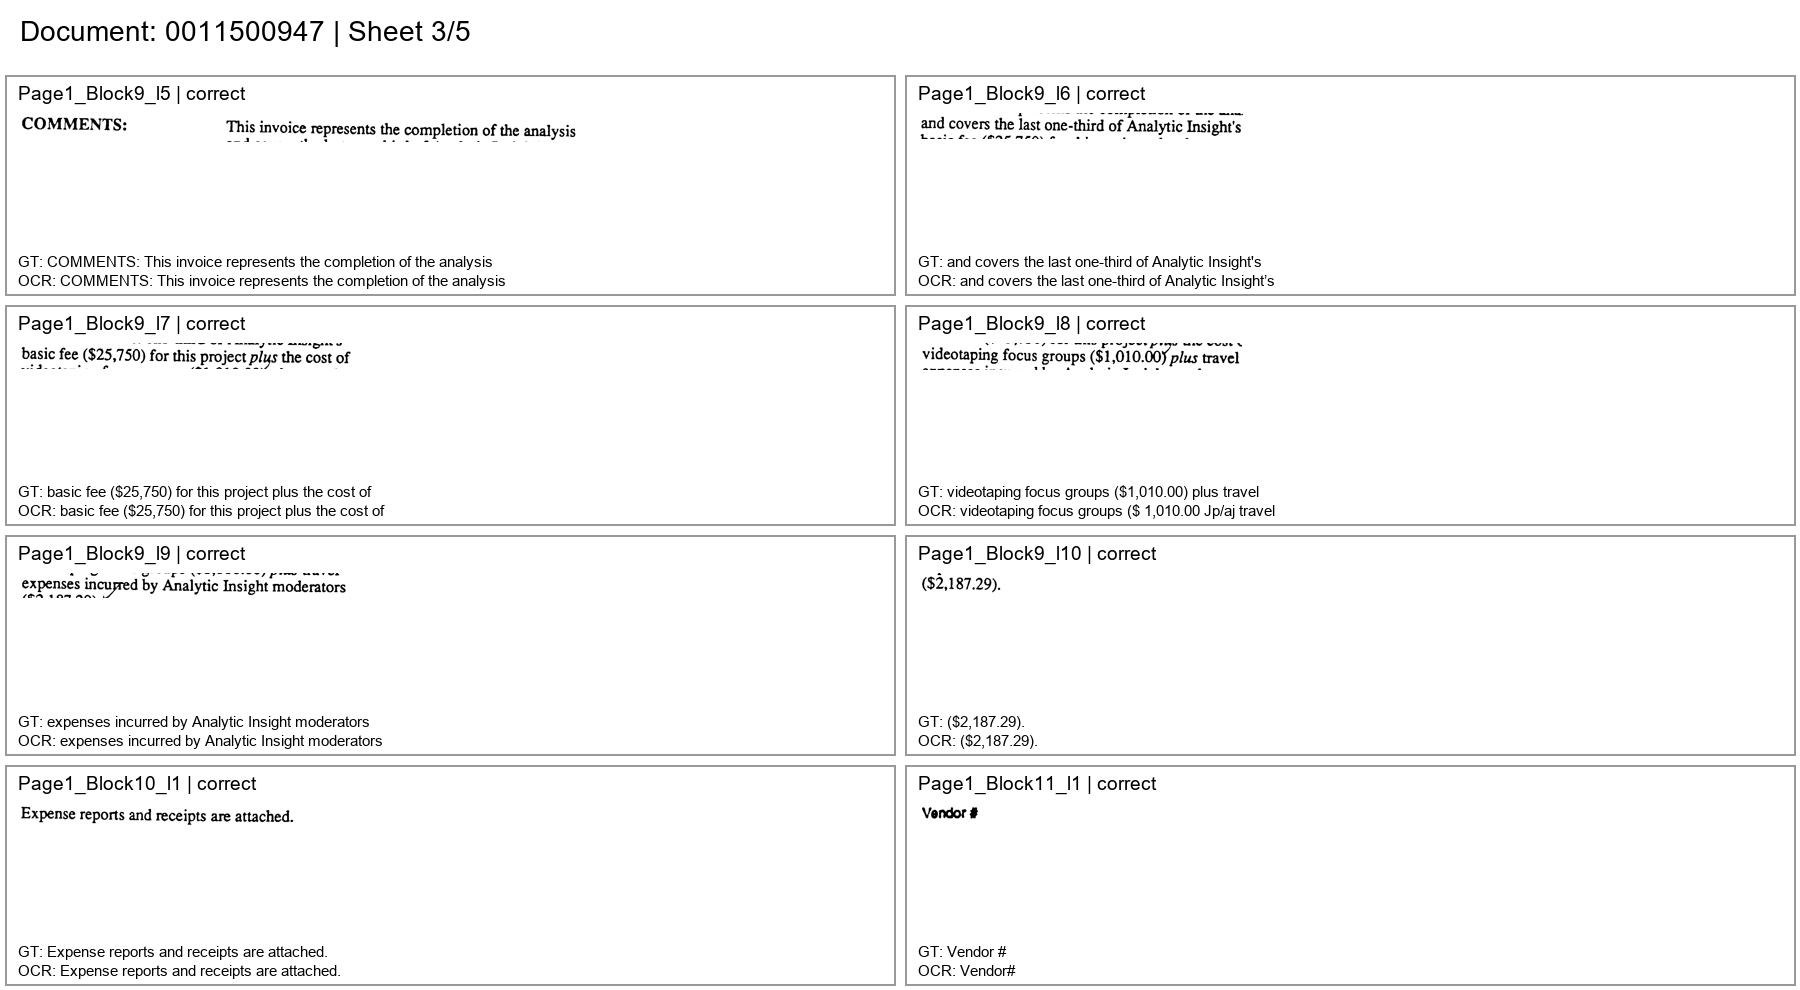 Document: 0011500947 | Sheet 3/5
Page1_Block9_l5 | correct
COMMENTS: This invoice represents the completion of the analysis
GT: COMMENTS: This invoice represents the completion of the analysis
OCR: COMMENTS: This invoice represents the completion of the analysis
Page1_Block9_l6 | correct
and covers the last one-third of Analytic Insight's
GT: and covers the last one-third of Analytic Insight's
OCR: and covers the last one-third of Analytic Insight’s
Page1_Block9_l7 | correct
basic fee ($25,750) for this project plus the cost of
GT: basic fee ($25,750) for this project plus the cost of
OCR: basic fee ($25,750) for this project plus the cost of
Page1_Block9_l8 | correct
videotaping focus groups ($1,010.00) plus travel
GT: videotaping focus groups ($1,010.00) plus travel
OCR: videotaping focus groups ($ 1,010.00 Jp/aj travel
Page1_Block9_l9 | correct
expenses incurred by Analytic Insight moderators
GT: expenses incurred by Analytic Insight moderators
OCR: expenses incurred by Analytic Insight moderators
Page1_Block9_l10 | correct
($2,187.29).
GT: ($2,187.29).
OCR: ($2,187.29).
Page1_Block10_l1 | correct
Expense reports and receipts are attached.
GT: Expense reports and receipts are attached.
OCR: Expense reports and receipts are attached.
Page1_Block11_l1 | correct
Vendor #
GT: Vendor #
OCR: Vendor#